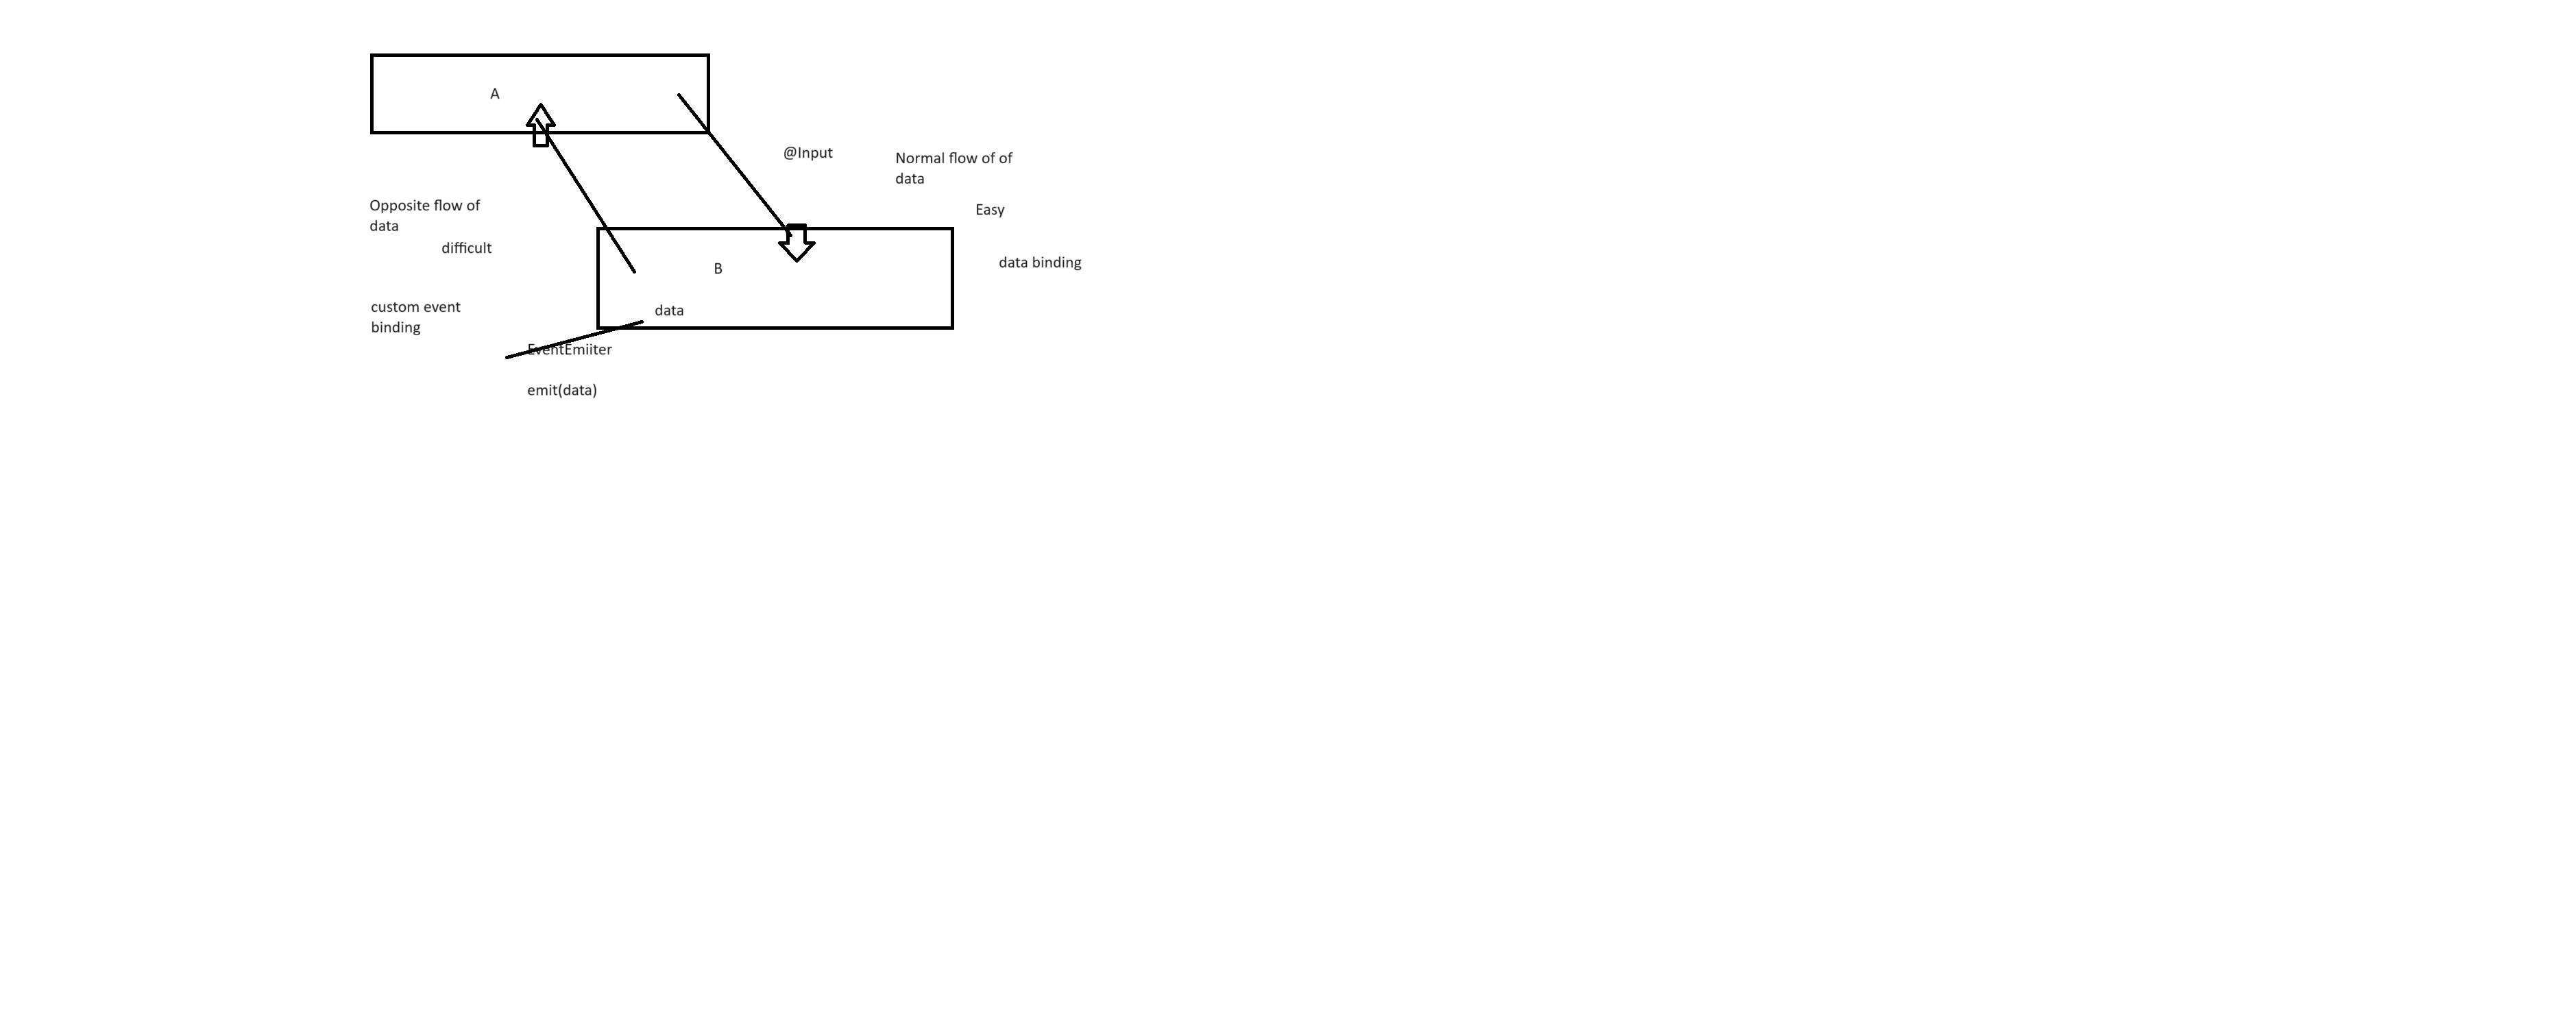 A
@Input
Normal flow of of
data
Easy
data binding
Opposite flow of
data
difficult
B
data
custom event
binding
EventEmiiter
emit(data)